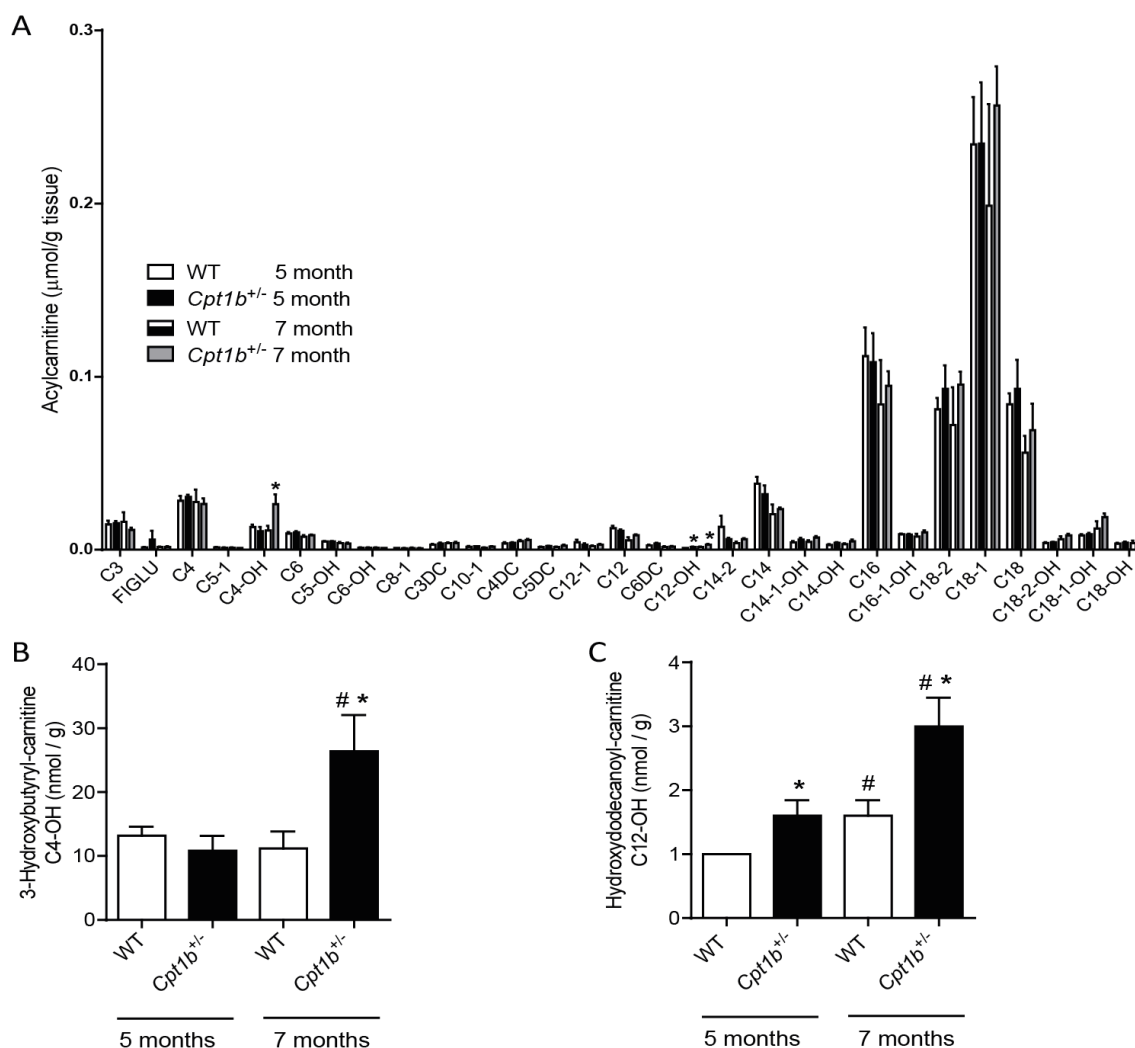 A
0.3
0.2
0.1
0.0
Acylcarnitine (μmol/g tissue)
WT 5 month
Cpt1b+/- 5 month
WT 7 month
Cpt1b+/- 7 month
*
* *
C3
FIGLU
C4
C5-1
C4-OH
C6
C5-OH
C6-OH
C8-1
C3DC
C10-1
C4DC
C5DC
C12-1
C12
C6DC
C12-OH
C14-2
C14
C14-1-OH
C14-OH
C16
C16-1-OH
C18-2
C18-1
C18
C18-2-OH
C18-1-OH
C18-OH
B
3-Hydroxybutyryl-carnitine
C4-OH (nmol / g)
40
30
20
10
0
# *
WT
Cpt1b+/-
WT
Cpt1b+/-
5 months
7 months
C
Hydroxydodecanoyl-carnitine
C12-OH (nmol / g)
4
3
2
1
0
*
#
# *
WT
Cpt1b+/-
WT
Cpt1b+/-
5 months
7 months